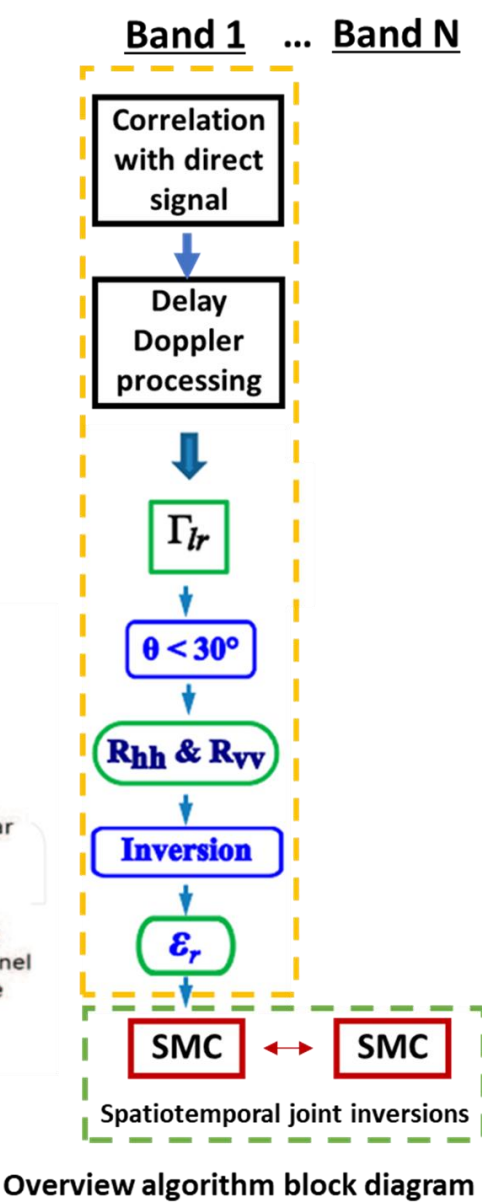 Band 1 ... Band N
Correlation
with direct
signal
Delay
Doppler
processing
Γlr
θ < 30°
Rhh & Rvv
Inversion
εr
SMC SMC
Spatiotemporal joint inversions
Overview algorithm block diagram